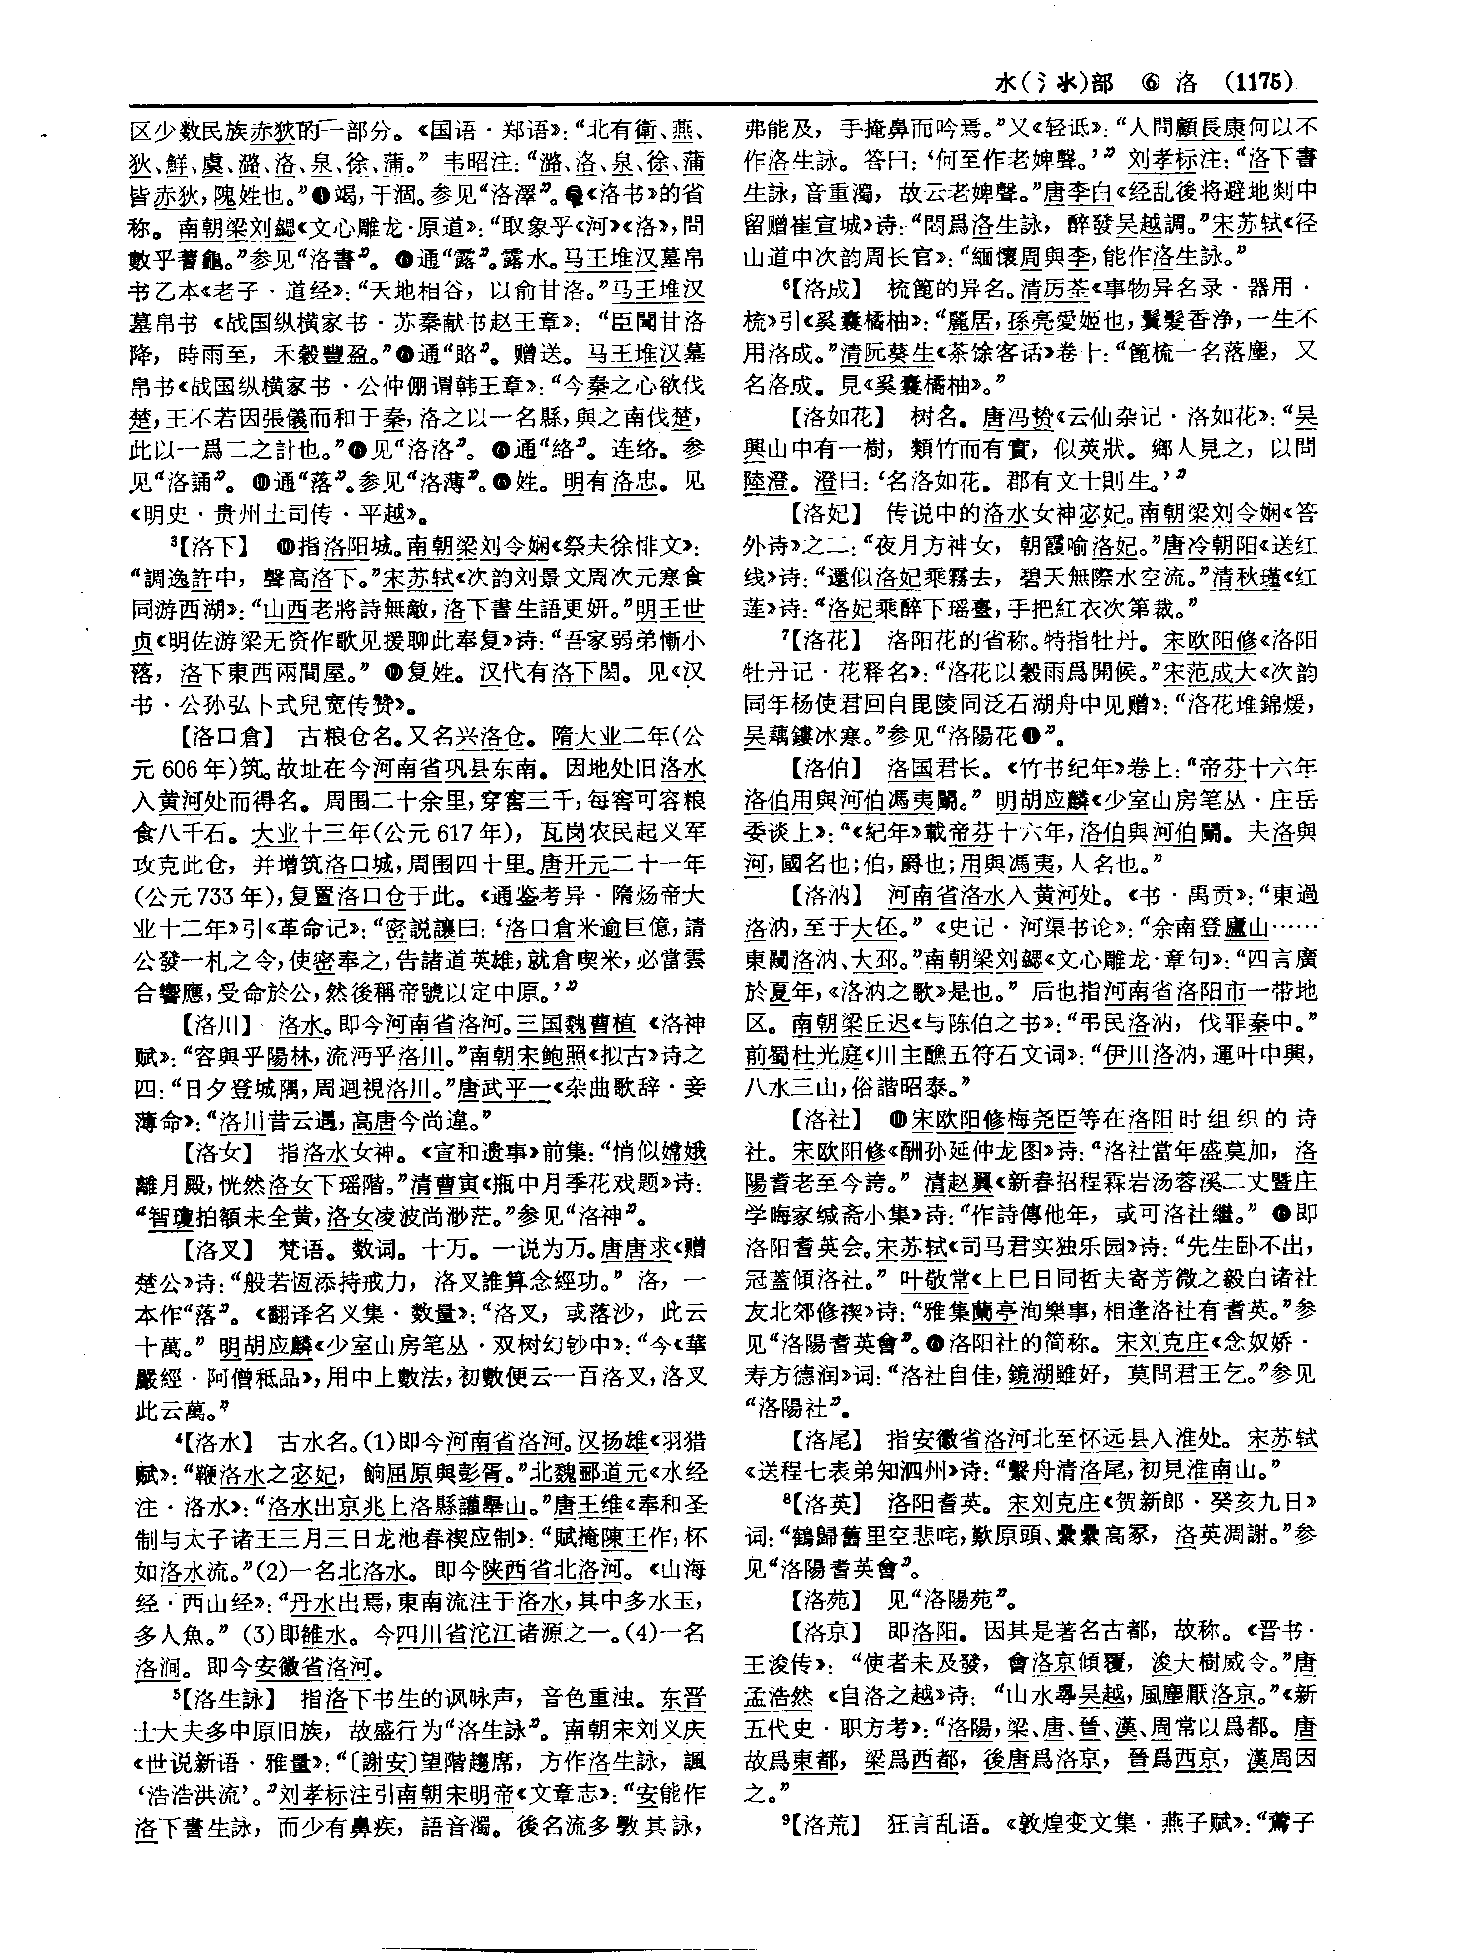 水(氵氺)部　⑥　洛　(1175)
区少数民族赤狄的一部分。《国语·郑语》：“北有衛、燕、
狄、鮮、虞、潞、洛、泉、徐、蒲。”韦昭注：“潞、洛、泉、徐、蒲
皆赤狄，隗姓也。”竭，干涸。参见“洛澤”。《洛书》的省
称。南朝梁刘勰《文心雕龙·原道》：“取象乎《河》《洛》，問
數乎蓍龜。”参见“洛書”。通“露”。露水。马王堆汉墓帛
书乙本《老子·道经》：“天地相谷，以俞甘洛。”马王堆汉
墓帛书《战国纵横家书·苏秦献书赵王章》：“臣聞甘洛
降，時雨至，禾穀豐盈。”通“賂”。赠送。马王堆汉墓
帛书《战国纵横家书·公仲倗谓韩王章》：“今秦之心欲伐
楚，王不若因張儀而和于秦，洛之以一名縣，與之南伐楚，
此以一爲二之計也。”见“洛洛”。通“絡”。连络。参
见“洛誦”。通“落”。参见“洛薄”。姓。明有洛忠。见
《明史·贵州土司传·平越》。
3【洛下】　指洛阳城。南朝梁刘令娴《祭夫徐悱文》：
“調逸許中，聲高洛下。”宋苏轼《次韵刘景文周次元寒食
同游西湖》：“山西老將詩無敵，洛下書生語更妍。”明王世
贞《明佐游梁无资作歌见援聊此奉复》诗：“吾家弱弟慚小
落，洛下東西兩間屋。”复姓。汉代有洛下閎。见《汉
书·公孙弘卜式兒宽传赞》。
【洛口倉】　古粮仓名。又名兴洛仓。隋大业二年(公
元606年)筑。故址在今河南省巩县东南。因地处旧洛水
入黄河处而得名。周围二十余里，穿窖三千，每窖可容粮
食八千石。大业十三年(公元617年)，瓦岗农民起义军
攻克此仓，并增筑洛口城，周围四十里。唐开元二十一年
(公元733年)，复置洛口仓于此。《通鉴考异·隋炀帝大
业十二年》引《革命记》：“密説讓曰：‘洛口倉米逾巨億，請
公發一札之令，使密奉之，告諸道英雄，就倉喫米，必當雲
合響應，受命於公，然後稱帝號以定中原。’”
【洛川】　洛水。即今河南省洛河。三国魏曹植《洛神
赋》：“容與乎陽林，流沔乎洛川。”南朝宋鲍照《拟古》诗之
四：“日夕登城隅，周迴視洛川。”唐武平一《杂曲歌辞·妾
薄命》：“洛川昔云遇，高唐今尚違。”
【洛女】　指洛水女神。《宣和遗事》前集：“悄似嫦娥
離月殿，恍然洛女下瑶階。”清曹寅《瓶中月季花戏题》诗：
“智瓊拍額未全黄，洛女凌波尚渺茫。”参见“洛神”。
【洛叉】　梵语。数词。十万。一说为万。唐唐求《赠
楚公》诗：“般若恆添持戒力，洛叉誰算念經功。”洛，一
本作“落”。《翻译名义集·数量》：“洛叉，或落沙，此云
十萬。”明胡应麟《少室山房笔丛·双树幻钞中》：“今《華
嚴經·阿僧秪品》，用中上數法，初數便云一百洛叉，洛叉
此云萬。”
4【洛水】　古水名。(1)即今河南省洛河。汉扬雄《羽猎
赋》：“鞭洛水之宓妃，餉屈原與彭胥。”北魏郦道元《水经
注·洛水》：“洛水出京兆上洛縣讙舉山。”唐王维《奉和圣
制与太子诸王三月三日龙池春禊应制》：“賦掩陳王作，杯
如洛水流。”(2)一名北洛水。即今陕西省北洛河。《山海
经·西山经》：“丹水出焉，東南流注于洛水，其中多水玉，
多人魚。”(3)即雒水。今四川省沱江诸源之一。(4)一名
洛涧。即今安徽省洛河。
5【洛生詠】　指洛下书生的讽咏声，音色重浊。东晋
士大夫多中原旧族，故盛行为“洛生詠”。南朝宋刘义庆
《世说新语·雅量》：“〔謝安〕望階趨席，方作洛生詠，諷
‘浩浩洪流’。”刘孝标注引南朝宋明帝《文章志》：“安能作
洛下書生詠，而少有鼻疾，語音濁。後名流多斆其詠，
弗能及，手掩鼻而吟焉。”又《轻诋》：“人問顧長康何以不
作洛生詠。答曰：‘何至作老婢聲。’”刘孝标注：“洛下書
生詠，音重濁，故云老婢聲。”唐李白《经乱後将避地剡中
留赠崔宣城》诗：“悶爲洛生詠，醉發吴越調。”宋苏轼《径
山道中次韵周长官》：“緬懷周與李，能作洛生詠。”
6【洛成】　梳篦的异名。清厉荃《事物异名录·器用·
梳》引《奚囊橘柚》：“麗居，孫亮愛姬也，鬢髮香浄，一生不
用洛成。”清阮葵生《茶馀客话》卷十：“篦梳一名落塵，又
名洛成。見《奚囊橘柚》。”
【洛如花】　树名。唐冯贽《云仙杂记·洛如花》：“吴
興山中有一樹，類竹而有實，似莢狀。鄉人見之，以問
陸澄。澄曰：‘名洛如花。郡有文士則生。’”
【洛妃】　传说中的洛水女神宓妃。南朝梁刘令娴《答
外诗》之二：“夜月方神女，朝霞喻洛妃。”唐冷朝阳《送红
线》诗：“還似洛妃乘霧去，碧天無際水空流。”清秋瑾《红
莲》诗：“洛妃乘醉下瑶臺，手把紅衣次第裁。”
7【洛花】　洛阳花的省称。特指牡丹。宋欧阳修《洛阳
牡丹记·花释名》：“洛花以穀雨爲開候。”宋范成大《次韵
同年杨使君回自毘陵同泛石湖舟中见赠》：“洛花堆錦煖，
吴藕鏤冰寒。”参见“洛陽花”。
【洛伯】　洛国君长。《竹书纪年》卷上：“帝芬十六年
洛伯用與河伯馮夷鬭。”明胡应麟《少室山房笔丛·庄岳
委谈上》：“《紀年》載帝芬十六年，洛伯與河伯鬭。夫洛與
河，國名也；伯，爵也；用與馮夷，人名也。”
【洛汭】　河南省洛水入黄河处。《书·禹贡》：“東過
洛汭，至于大伾。”《史记·河渠书论》：“余南登廬山……
東闚洛汭、大邳。”南朝梁刘勰《文心雕龙·章句》：“四言廣
於夏年，《洛汭之歌》是也。”后也指河南省洛阳市一带地
区。南朝梁丘迟《与陈伯之书》：“弔民洛汭，伐罪秦中。”
前蜀杜光庭《川主醮五符石文词》：“伊川洛汭，運叶中興，
八水三山，俗諧昭泰。”
【洛社】　宋欧阳修梅尧臣等在洛阳时组织的诗
社。宋欧阳修《酬孙延仲龙图》诗：“洛社當年盛莫加，洛
陽耆老至今誇。”清赵翼《新春招程霖岩汤蓉溪二丈暨庄
学晦家缄斋小集》诗：“作詩傳他年，或可洛社繼。”即
洛阳耆英会。宋苏轼《司马君实独乐园》诗：“先生卧不出，
冠蓋傾洛社。”叶敬常《上巳日同哲夫寄芳微之毅白诸社
友北郊修禊》诗：“雅集蘭亭洵樂事，相逢洛社有耆英。”参
见“洛陽耆英會”。洛阳社的简称。宋刘克庄《念奴娇·
寿方德润》词：“洛社自佳，鏡湖雖好，莫問君王乞。”参见
“洛陽社”。
【洛尾】　指安徽省洛河北至怀远县入淮处。宋苏轼
《送程七表弟知泗州》诗：“繫舟清洛尾，初見淮南山。”
8【洛英】　洛阳耆英。宋刘克庄《贺新郎·癸亥九日》
词：“鶴歸舊里空悲咤，歎原頭、纍纍高冢，洛英凋謝。”参
见“洛陽耆英會”。
【洛苑】　见“洛陽苑”。
【洛京】　即洛阳。因其是著名古都，故称。《晋书·
王浚传》：“使者未及發，會洛京傾覆，浚大樹威令。”唐
孟浩然《自洛之越》诗：“山水尋吴越，風塵厭洛京。”《新
五代史·职方考》：“洛陽，梁、唐、晉、漢、周常以爲都。唐
故爲東都，梁爲西都，後唐爲洛京，晉爲西京，漢周因
之。”
9【洛荒】　狂言乱语。《敦煌变文集·燕子赋》：“鷰子